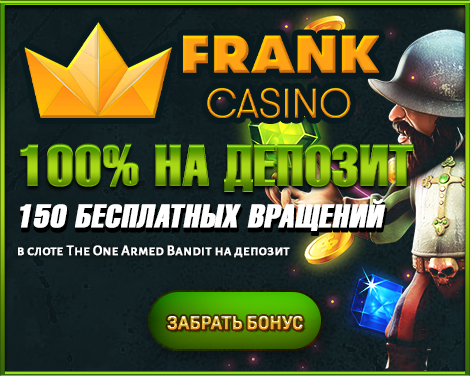 FRANK
CASINO
100% НА ДЕПОЗИТ
150 БЕСПЛАТНЫХ ВРАЩЕНИЙ
в слоте The One Armed Bandit на депозит
ЗАБРАТЬ БОНУС